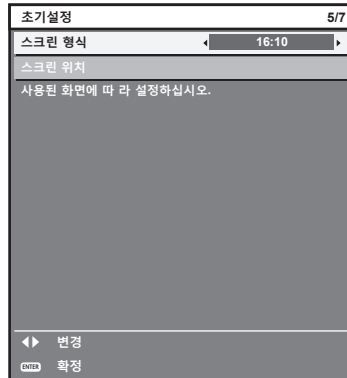 초기설정 5/7
스크린 형식 16:10
스크린 위치
사용된 화면에 따 라 설정하십시오.
변경
ENTER 확정